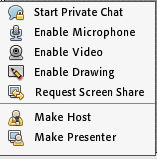 Start Private Chat
Enable Microphone
Enable Video
Enable Drawing
Request Screen Share
Make Host
Make Presenter